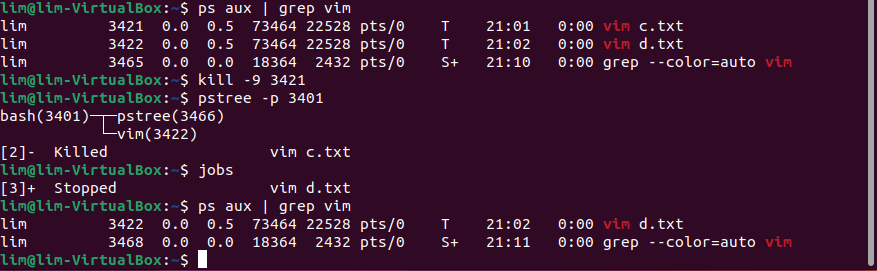 lim@lim-VirtualBox:~$ ps aux | grep vim
lim         3421  0.0  0.5  73464 22528 pts/0    T    21:01   0:00 vim c.txt
lim         3422  0.0  0.5  73464 22528 pts/0    T    21:02   0:00 vim d.txt
lim         3465  0.0  0.0  18364  2432 pts/0    S+   21:10   0:00 grep --color=auto vim
lim@lim-VirtualBox:~$ kill -9 3421
lim@lim-VirtualBox:~$ pstree -p 3401
bash(3401)─┬─pstree(3466)
           └─vim(3422)
[2]-  Killed                  vim c.txt
lim@lim-VirtualBox:~$ jobs
[3]+  Stopped                 vim d.txt
lim@lim-VirtualBox:~$ ps aux | grep vim
lim         3422  0.0  0.5  73464 22528 pts/0    T    21:02   0:00 vim d.txt
lim         3468  0.0  0.0  18364  2432 pts/0    S+   21:11   0:00 grep --color=auto vim
lim@lim-VirtualBox:~$